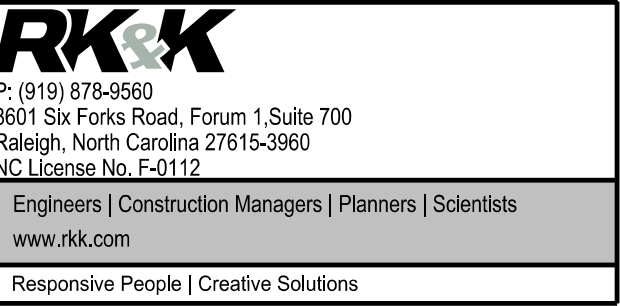 RK&K
P: (919) 878-9560
8601 Six Forks Road, Forum 1,Suite 700
Raleigh, North Carolina 27615-3960
NC License No. F-0112
Engineers | Construction Managers | Planners | Scientists
www.rkk.com
Responsive People | Creative Solutions